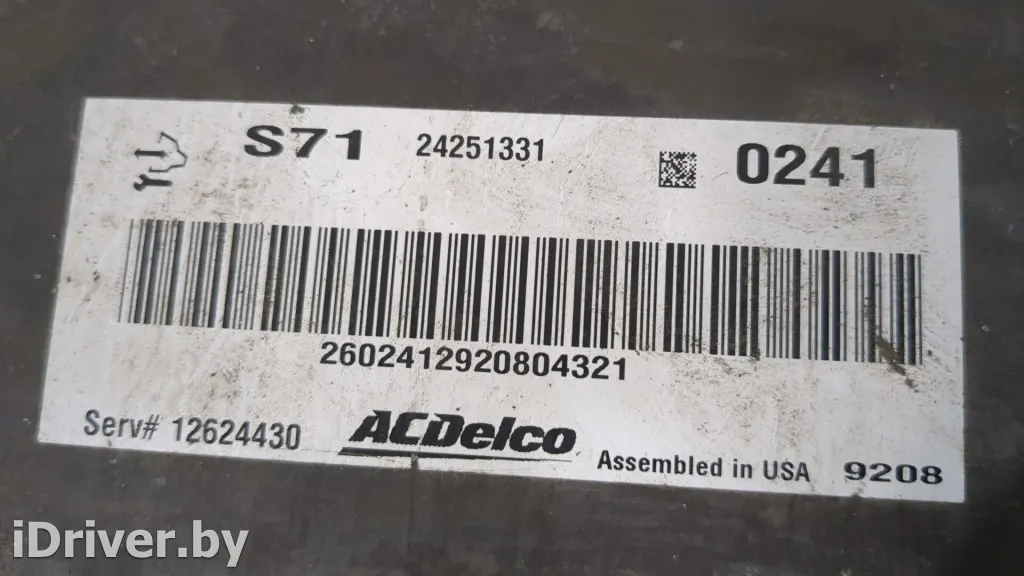 S71 24251331 0241
2602412920804321
Serv# 12624430 ACDelco Assembled in USA 9208
iDriver.by